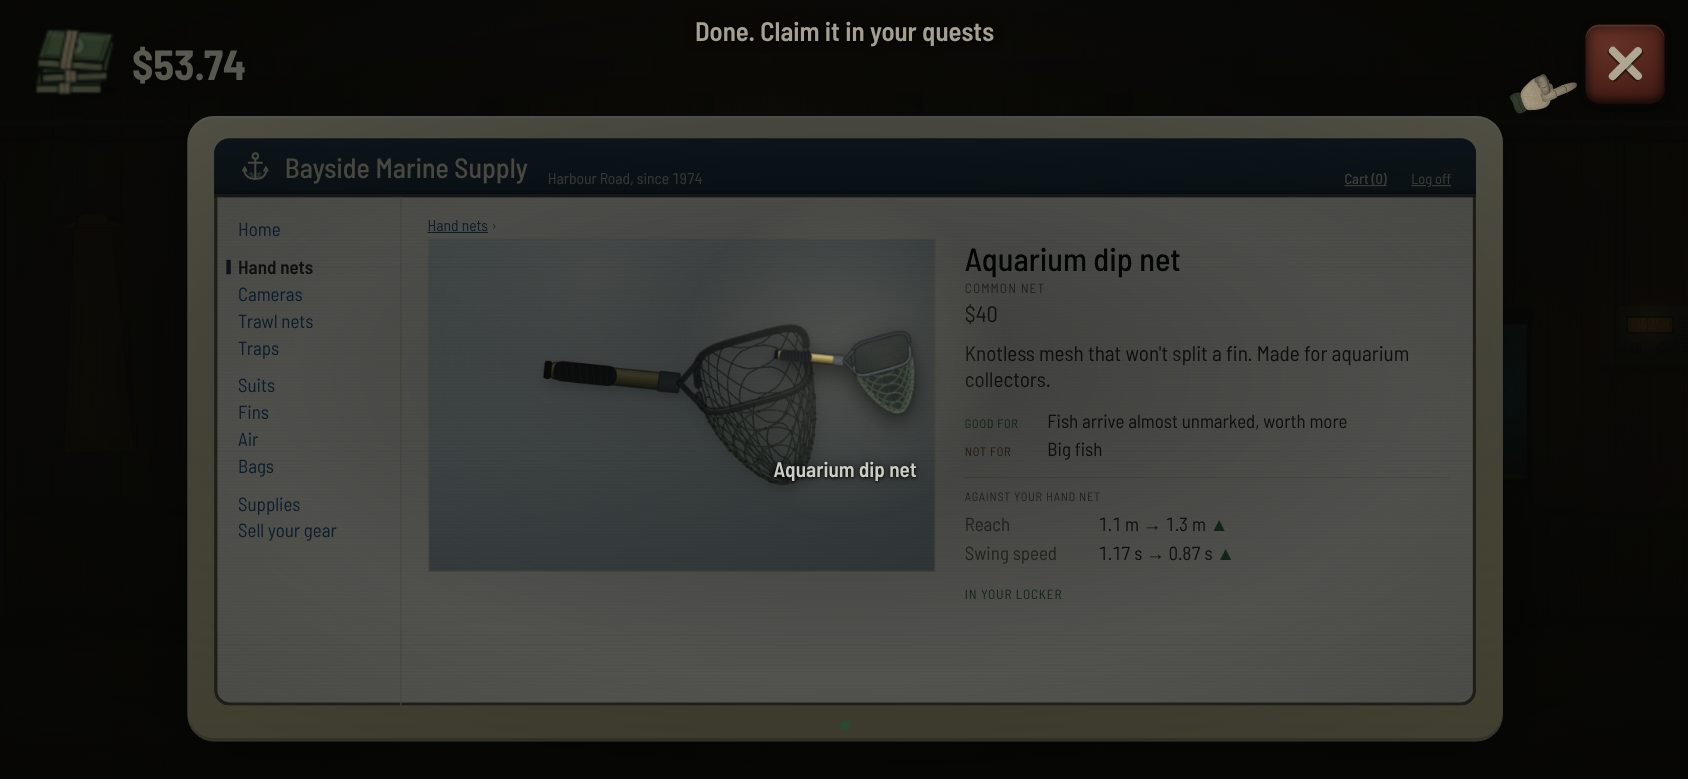 Done. Claim it in your quests
$53.74
Bayside Marine Supply
Harbour Road, since 1974
Cart (0)
Log off
Home
Hand nets
Cameras
Trawl nets
Traps
Suits
Fins
Air
Bags
Supplies
Sell your gear
Hand nets ›
Aquarium dip net
Aquarium dip net
COMMON NET
$40
Knotless mesh that won't split a fin. Made for aquarium
collectors.
GOOD FOR Fish arrive almost unmarked, worth more
NOT FOR Big fish
AGAINST YOUR HAND NET
Reach 1.1 m → 1.3 m ▲
Swing speed 1.17 s → 0.87 s ▲
IN YOUR LOCKER